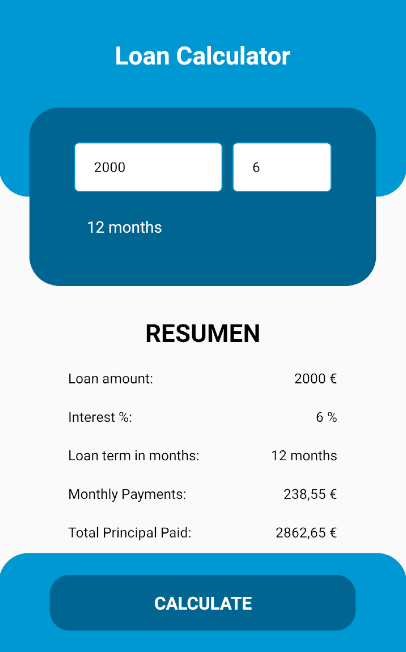 Loan Calculator
2000 6
12 months
RESUMEN
Loan amount: 2000 €
Interest %: 6 %
Loan term in months: 12 months
Monthly Payments: 238,55 €
Total Principal Paid: 2862,65 €
CALCULATE